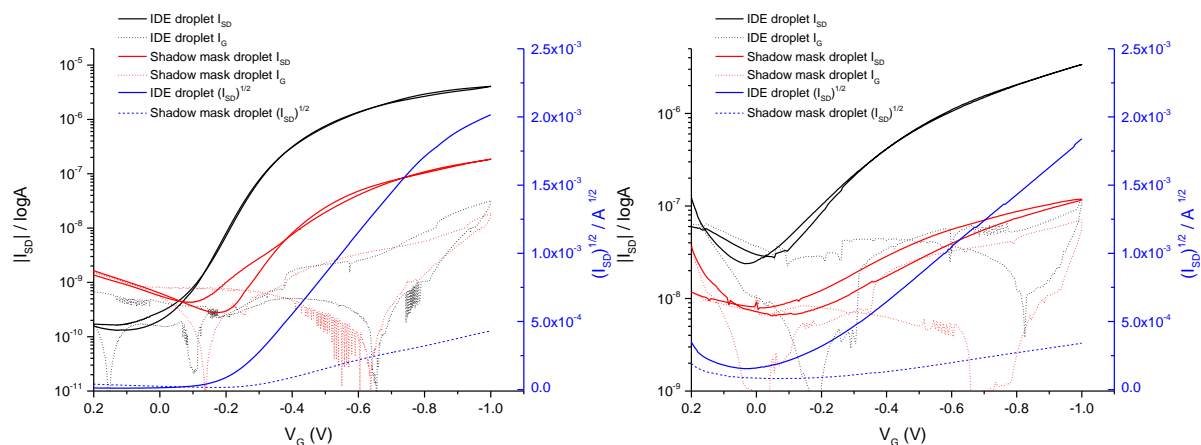 IDE droplet I_SD
IDE droplet I_G
Shadow mask droplet I_SD
Shadow mask droplet I_G
IDE droplet (I_SD)^1/2
Shadow mask droplet (I_SD)^1/2
10^-5
10^-6
10^-7
10^-8
10^-9
10^-10
10^-11
||I_SD| / logA
0.2 0.0 -0.2 -0.4 -0.6 -0.8 -1.0
V_G (V)
2.5x10^-3
2.0x10^-3
1.5x10^-3
1.0x10^-3
5.0x10^-4
0.0
(I_SD)^1/2 / A^1/2
IDE droplet I_SD
IDE droplet I_G
Shadow mask droplet I_SD
Shadow mask droplet I_G
IDE droplet (I_SD)^1/2
Shadow mask droplet (I_SD)^1/2
10^-6
10^-7
10^-8
10^-9
||I_SD| / logA
0.2 0.0 -0.2 -0.4 -0.6 -0.8 -1.0
V_G (V)
2.5x10^-3
2.0x10^-3
1.5x10^-3
1.0x10^-3
5.0x10^-4
0.0
(I_SD)^1/2 / A^1/2